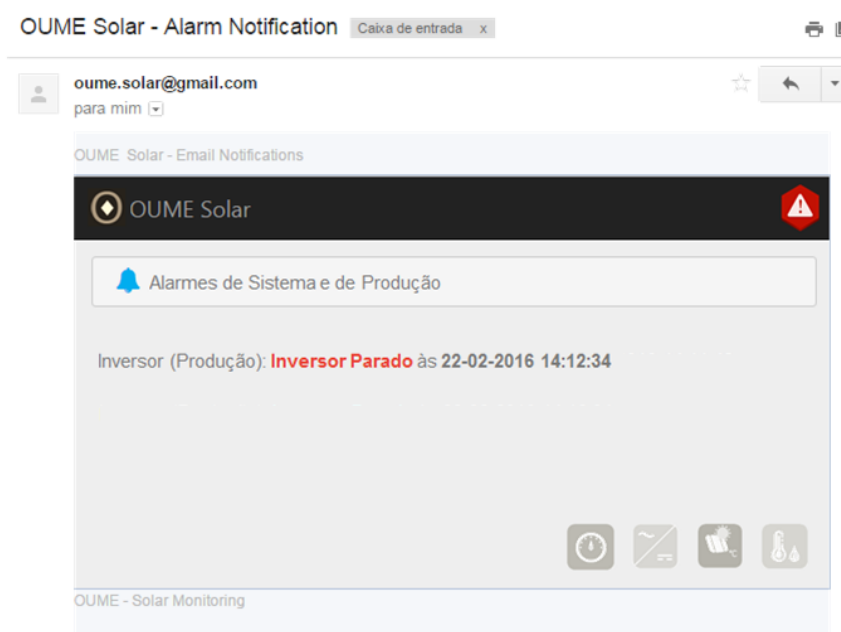 OUME Solar - Alarm Notification Caixa de entrada x
oume.solar@gmail.com
para mim
OUME Solar - Email Notifications
OUME Solar
Alarmes de Sistema e de Produção
Inversor (Produção): Inversor Parado às 22-02-2016 14:12:34
OUME - Solar Monitoring